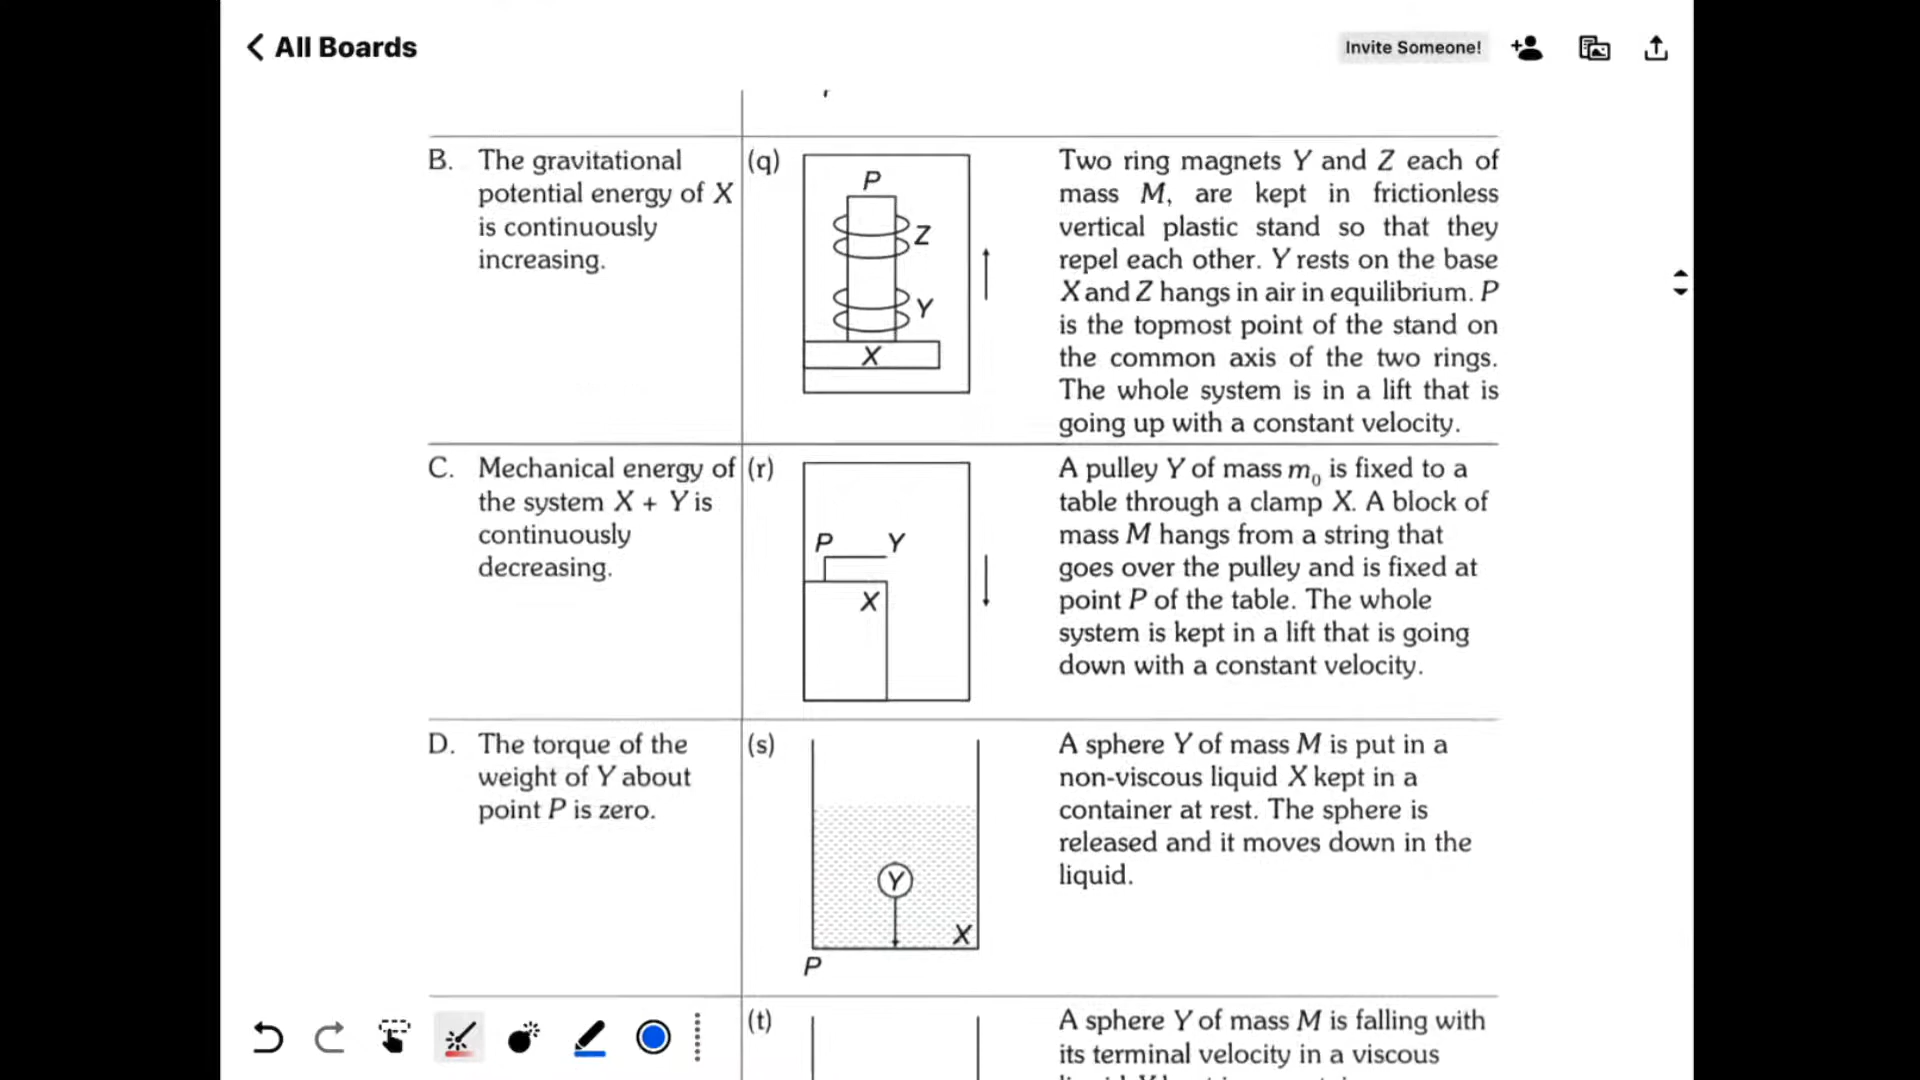 All Boards
Invite Someone!
B. The gravitational
potential energy of X
is continuously
increasing.
(q)
P
Z
Y
X
Two ring magnets Y and Z each of
mass M, are kept in frictionless
vertical plastic stand so that they
repel each other. Y rests on the base
X and Z hangs in air in equilibrium. P
is the topmost point of the stand on
the common axis of the two rings.
The whole system is in a lift that is
going up with a constant velocity.
C. Mechanical energy of
the system X + Y is
continuously
decreasing.
(r)
P Y
X
A pulley Y of mass m₀ is fixed to a
table through a clamp X. A block of
mass M hangs from a string that
goes over the pulley and is fixed at
point P of the table. The whole
system is kept in a lift that is going
down with a constant velocity.
D. The torque of the
weight of Y about
point P is zero.
(s)
Y
X
P
A sphere Y of mass M is put in a
non-viscous liquid X kept in a
container at rest. The sphere is
released and it moves down in the
liquid.
(t)
A sphere Y of mass M is falling with
its terminal velocity in a viscous